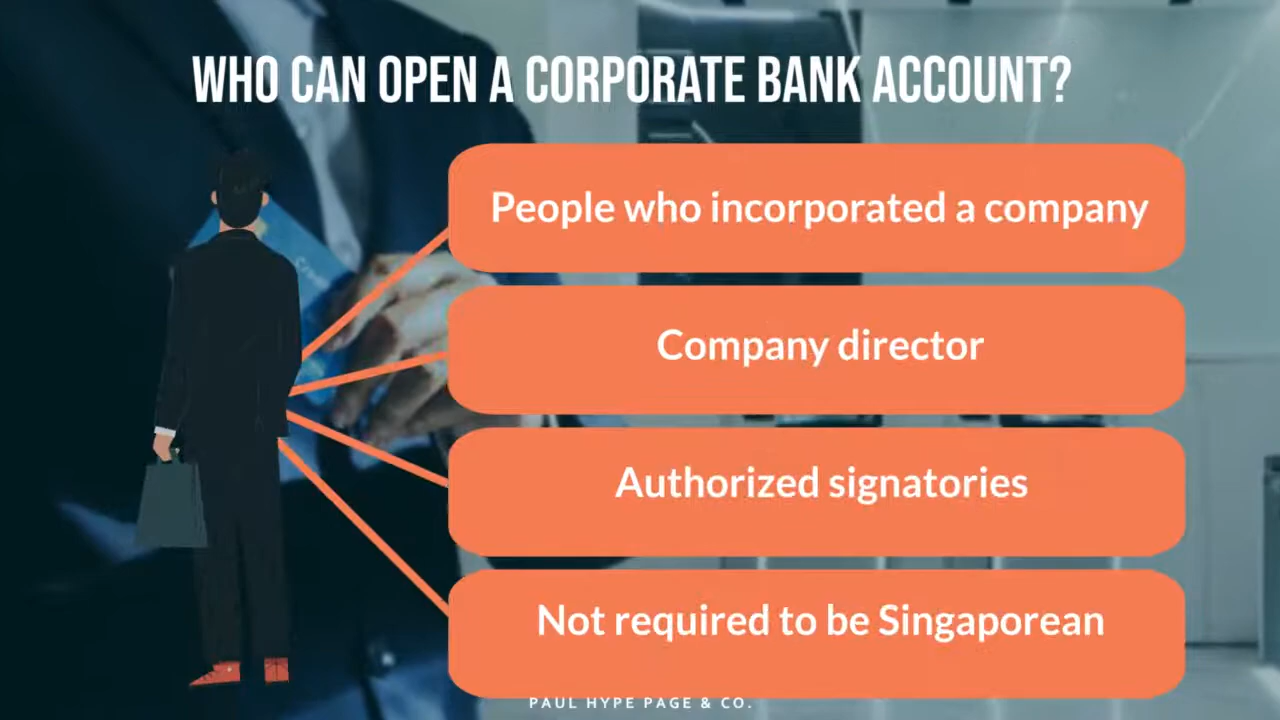 WHO CAN OPEN A CORPORATE BANK ACCOUNT?
People who incorporated a company
Company director
Authorized signatories
Not required to be Singaporean
PAUL HYPE PAGE & CO.